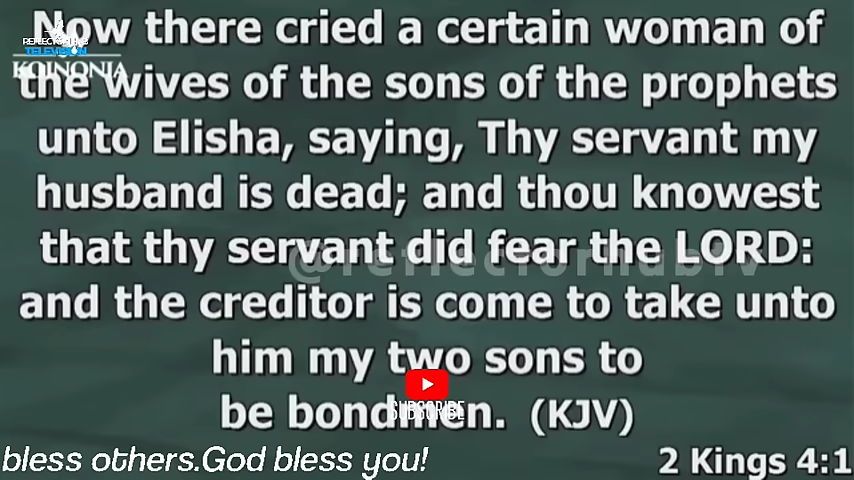 Now there cried a certain woman of
REFLECTORHUB
TELEVISION
KOINONIA
the wives of the sons of the prophets
unto Elisha, saying, Thy servant my
husband is dead; and thou knowest
that thy servant did fear the LORD:
@reflectorhubtv
and the creditor is come to take unto
him my two sons to
be bondmen. (KJV)
SUBSCRIBE
bless others.God bless you!
2 Kings 4:1